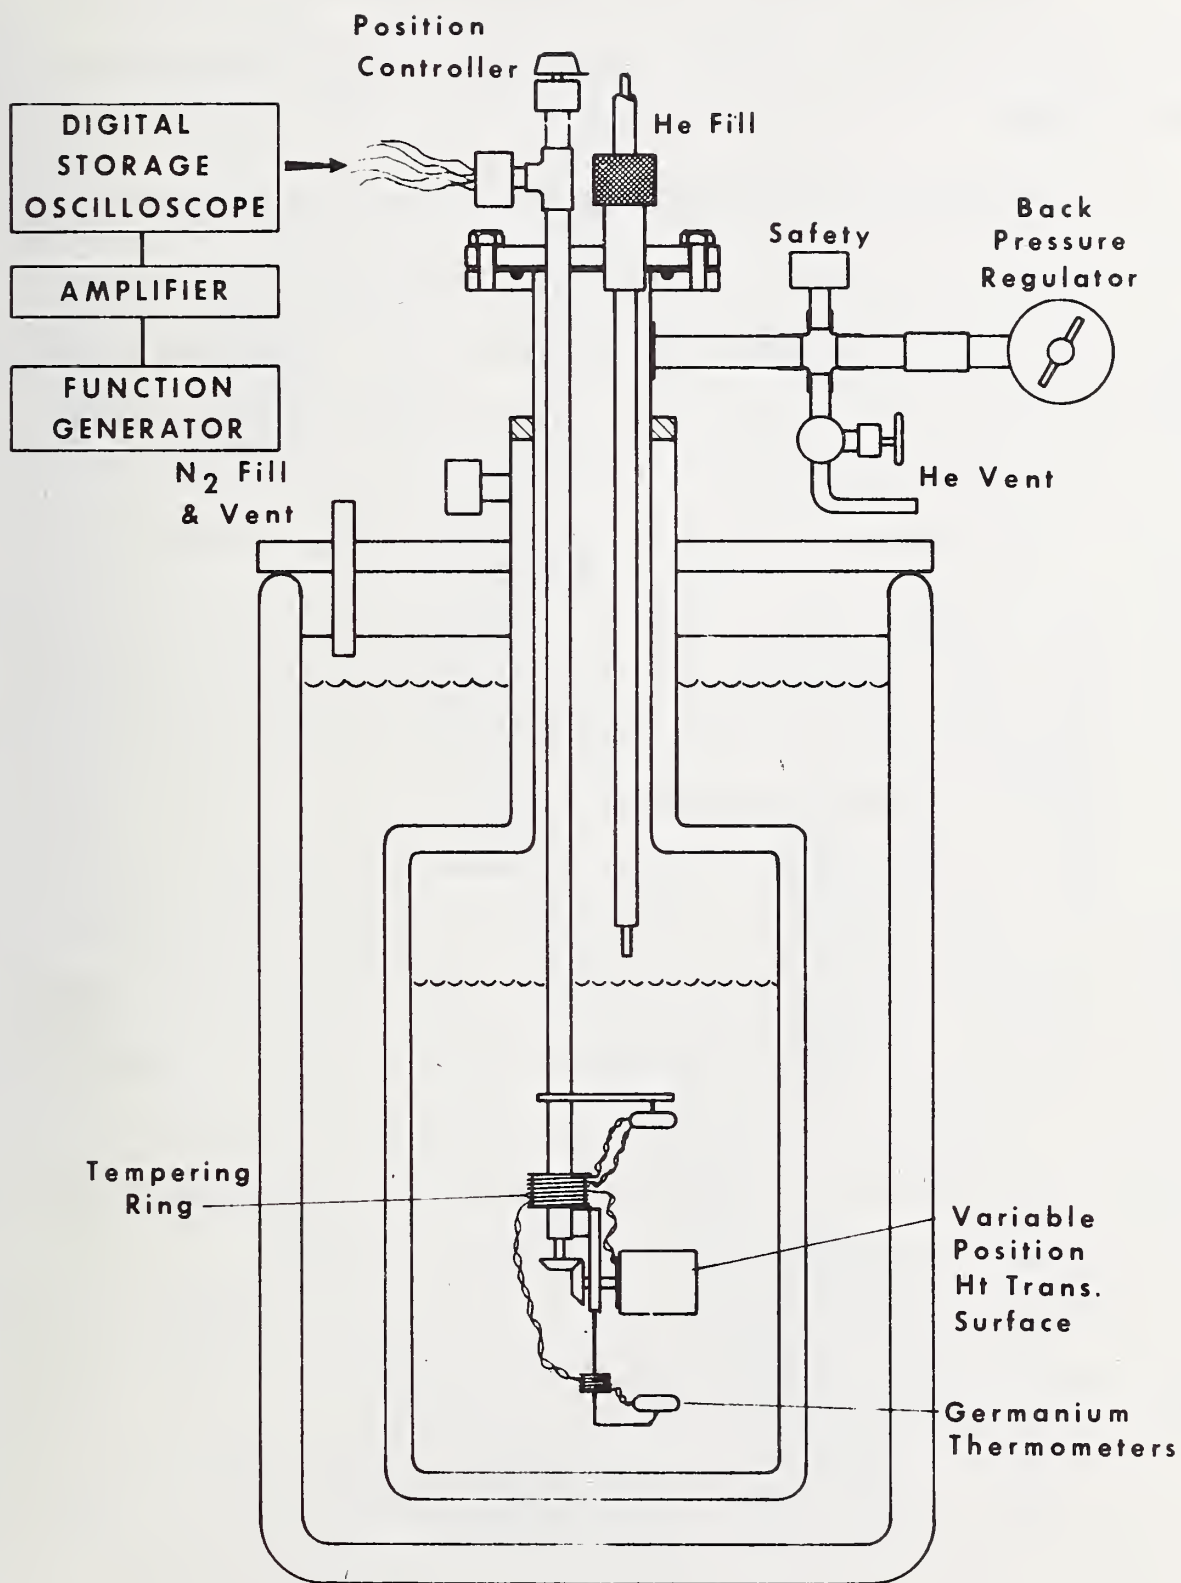 Position
Controller
He Fill
DIGITAL
STORAGE
OSCILLOSCOPE
AMPLIFIER
FUNCTION
GENERATOR
Safety
Back
Pressure
Regulator
He Vent
N2 Fill
& Vent
Tempering
Ring
Variable
Position
Ht Trans.
Surface
Germanium
Thermometers